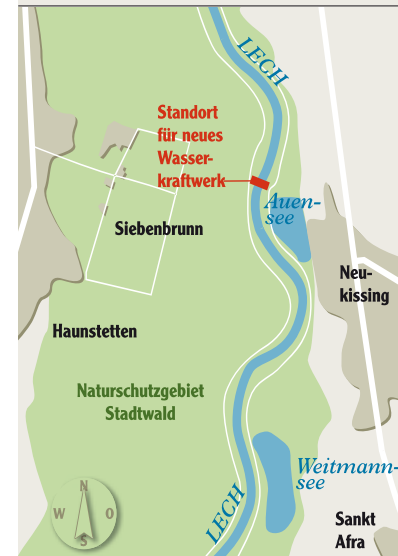 LECH
Standort
für neues
Wasser-
kraftwerk
Auen-
see
Siebenbrunn
Neu-
kissing
Haunstetten
Naturschutzgebiet
Stadtwald
Weitmann-
see
LECH
Sankt
Afra
N
W O
S